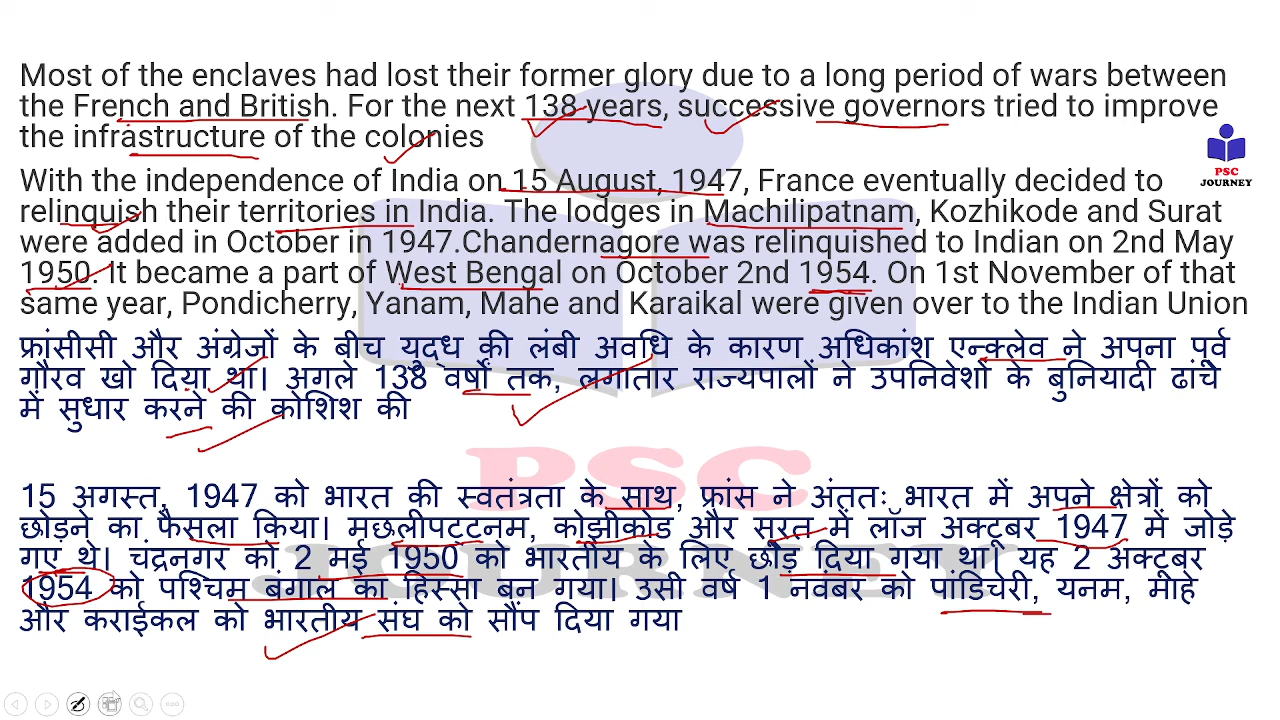 Most of the enclaves had lost their former glory due to a long period of wars between
the French and British. For the next 138 years, successive governors tried to improve
the infrastructure of the colonies
With the independence of India on 15 August, 1947, France eventually decided to
relinquish their territories in India. The lodges in Machilipatnam, Kozhikode and Surat
were added in October in 1947.Chandernagore was relinquished to Indian on 2nd May
1950. It became a part of West Bengal on October 2nd 1954. On 1st November of that
same year, Pondicherry, Yanam, Mahe and Karaikal were given over to the Indian Union
फ्रांसीसी और अंग्रेजों के बीच युद्ध की लंबी अवधि के कारण अधिकांश एन्क्लेव ने अपना पूर्व
गौरव खो दिया था। अगले 138 वर्षों तक, लगातार राज्यपालों ने उपनिवेशों के बुनियादी ढांचे
में सुधार करने की कोशिश की
15 अगस्त, 1947 को भारत की स्वतंत्रता के साथ, फ्रांस ने अंततः भारत में अपने क्षेत्रों को
छोड़ने का फैसला किया। मछलीपट्टनम, कोझीकोड और सूरत में लॉज अक्टूबर 1947 में जोड़े
गए थे। चंद्रनगर को 2 मई 1950 को भारतीय के लिए छोड़ दिया गया था। यह 2 अक्टूबर
1954 को पश्चिम बंगाल का हिस्सा बन गया। उसी वर्ष 1 नवंबर को पांडिचेरी, यनम, माहे
और कराईकल को भारतीय संघ को सौंप दिया गया
PSC
JOURNEY
PSC
JOURNEY